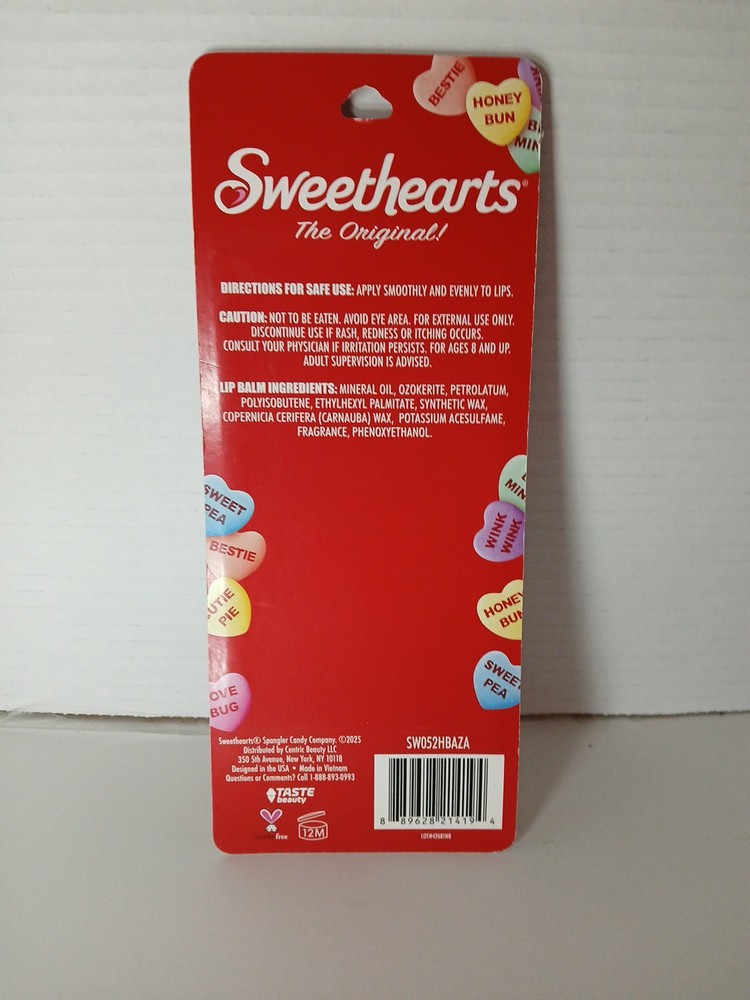 BESTIE
HONEY
BUN
MIN
Sweethearts®
The Original!
DIRECTIONS FOR SAFE USE: APPLY SMOOTHLY AND EVENLY TO LIPS.
CAUTION: NOT TO BE EATEN. AVOID EYE AREA. FOR EXTERNAL USE ONLY.
DISCONTINUE USE IF RASH, REDNESS OR ITCHING OCCURS.
CONSULT YOUR PHYSICIAN IF IRRITATION PERSISTS. FOR AGES 8 AND UP.
ADULT SUPERVISION IS ADVISED.
LIP BALM INGREDIENTS: MINERAL OIL, OZOKERITE, PETROLATUM,
POLYISOBUTENE, ETHYLHEXYL PALMITATE, SYNTHETIC WAX,
COPERNICIA CERIFERA (CARNAUBA) WAX, POTASSIUM ACESULFAME,
FRAGRANCE, PHENOXYETHANOL.
SWEET
PEA
BESTIE
UTIE
PIE
OVE
BUG
MIN
WINK
WINK
HONEY
BUN
SWEET
PEA
Sweethearts® Spangler Candy Company. ©2025
Distributed by Centric Beauty LLC
350 5th Avenue, New York, NY 10118
Designed in the USA • Made in Vietnam
Questions or Comments? Call 1-888-893-0993
TASTE
beauty
free
12M
SW052HBAZA
8 89628 21419 4